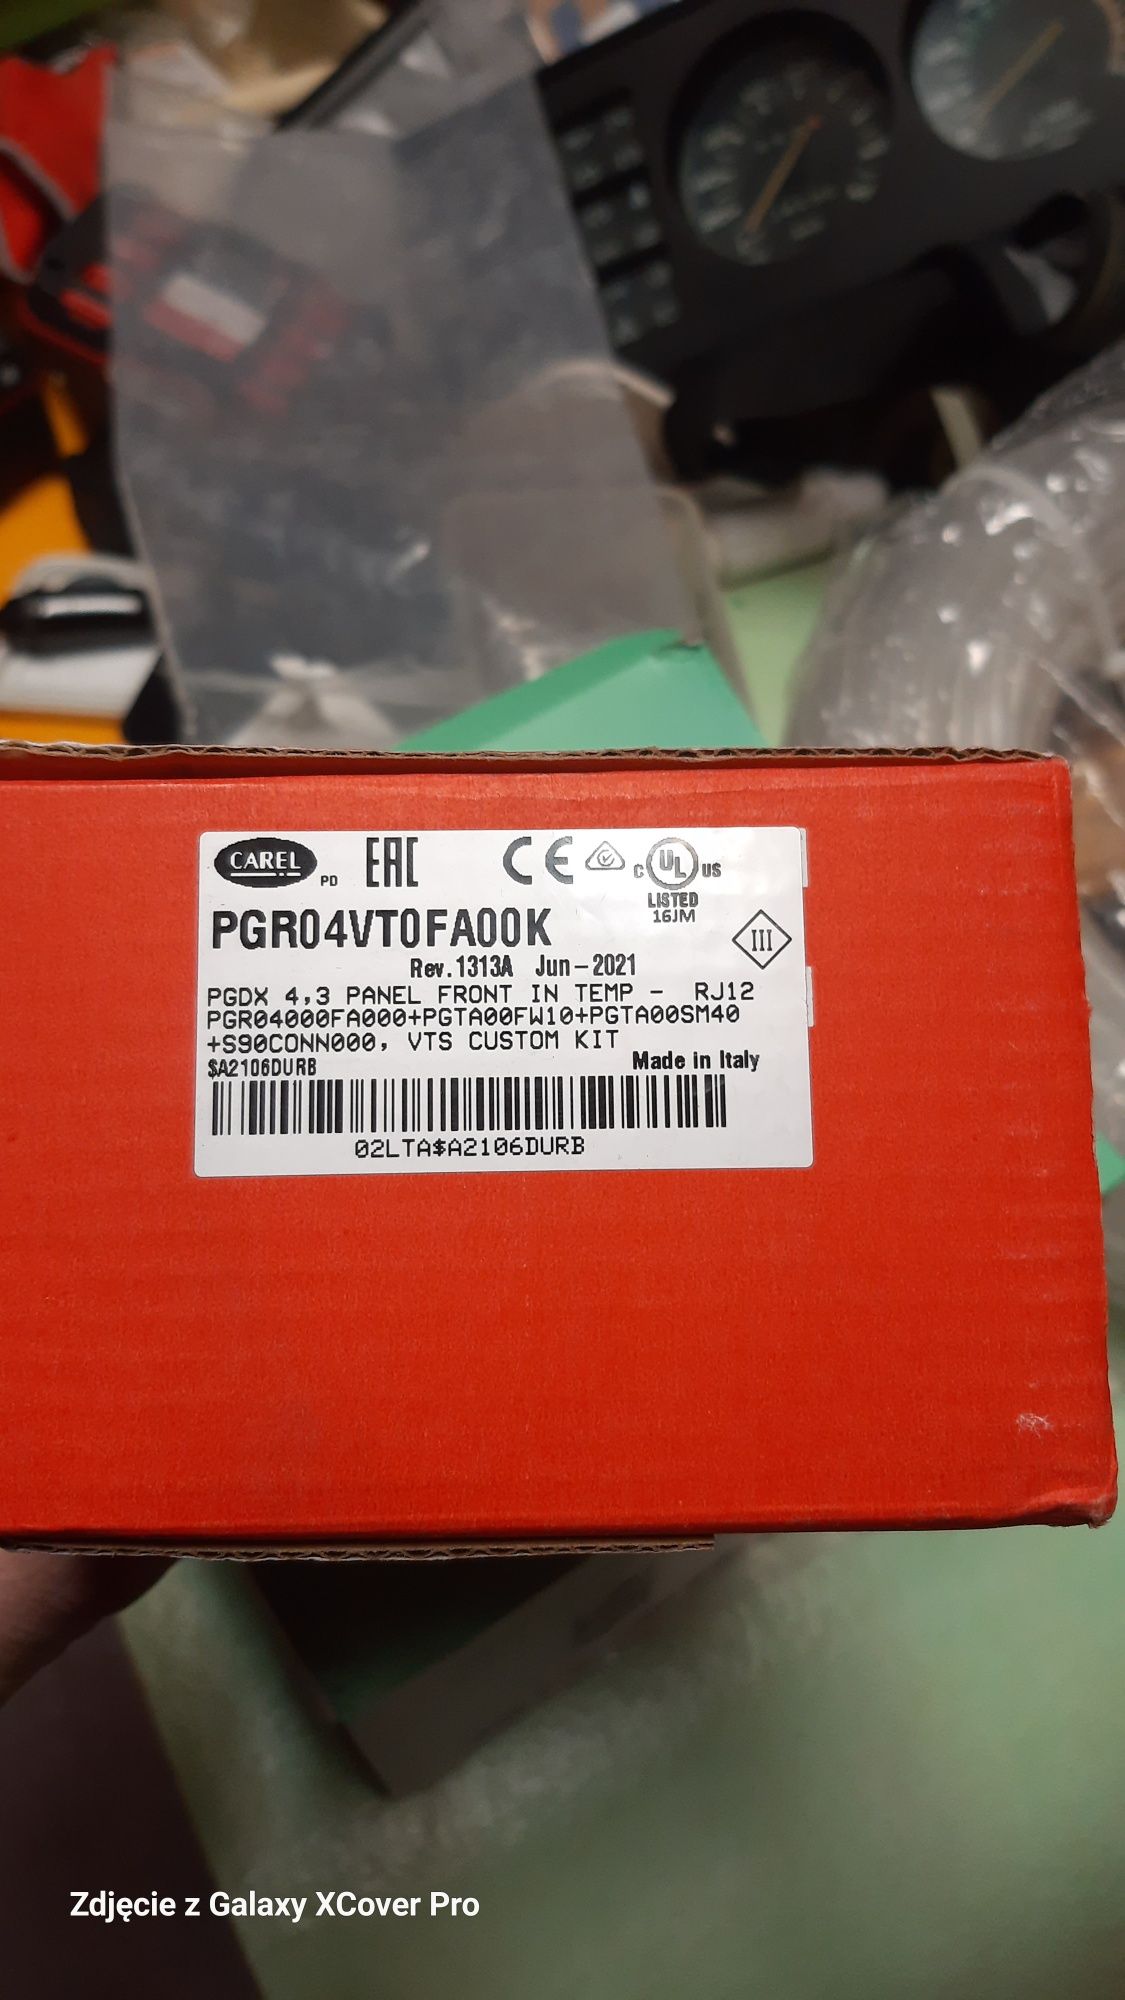 CAREL
PD
EAC
CE
C UL US
LISTED
16JM
PGR04VT0FA00K
III
Rev.1313A Jun-2021
PGDX 4,3 PANEL FRONT IN TEMP - RJ12
PGR04000FA000+PGTA00FW10+PGTA00SM40
+S90CONN000, VTS CUSTOM KIT
$A2106DURB
Made in Italy
02LTA$A2106DURB
Zdjęcie z Galaxy XCover Pro